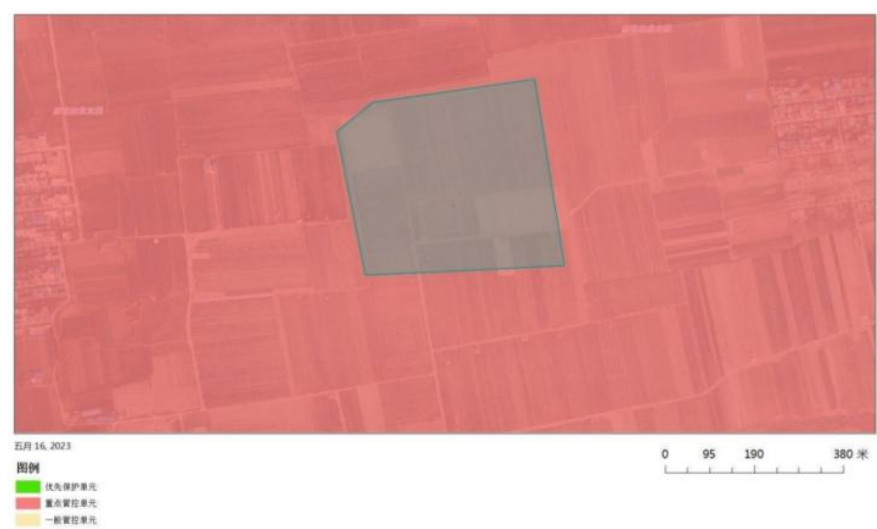 五月 16, 2023
0 95 190 380 米
图例
优先保护单元
重点管控单元
一般管控单元